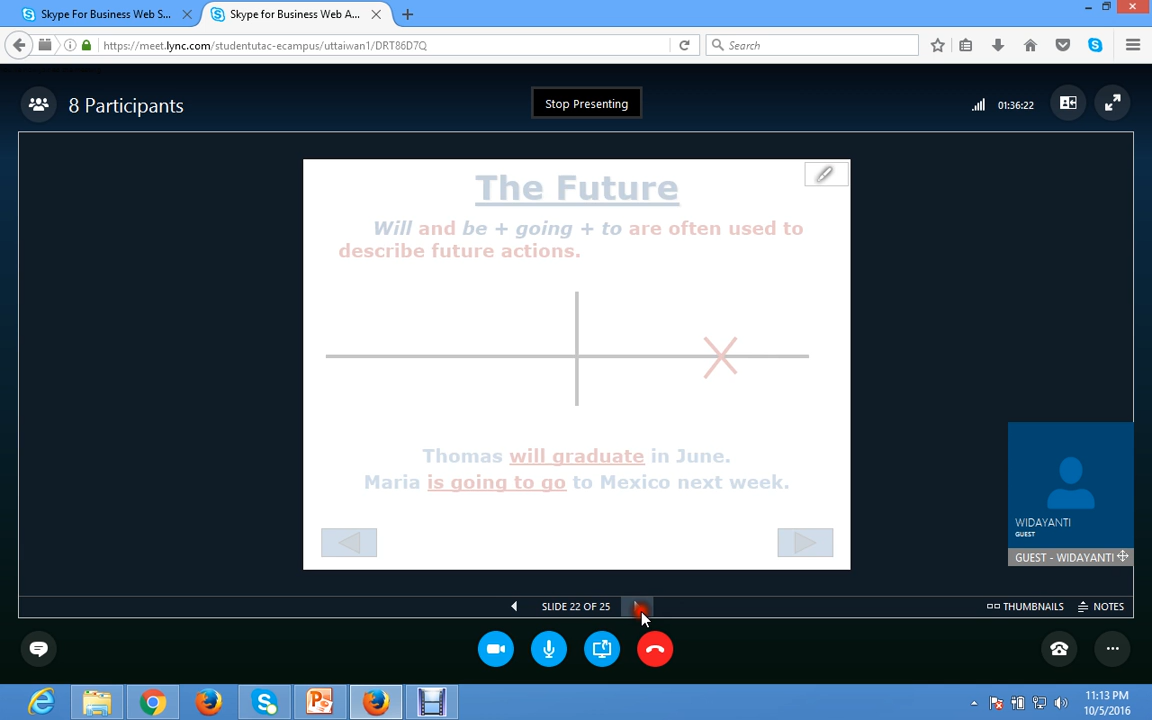 Skype For Business Web S...
Skype for Business Web A...
https://meet.lync.com/studentutac-ecampus/uttaiwan1/DRT86D7Q
Search
8 Participants
Stop Presenting
01:36:22
The Future
Will and be + going + to are often used to
describe future actions.
Thomas will graduate in June.
Maria is going to go to Mexico next week.
WIDAYANTI
GUEST
GUEST - WIDAYANTI
SLIDE 22 OF 25
THUMBNAILS
NOTES
11:13 PM
10/5/2016